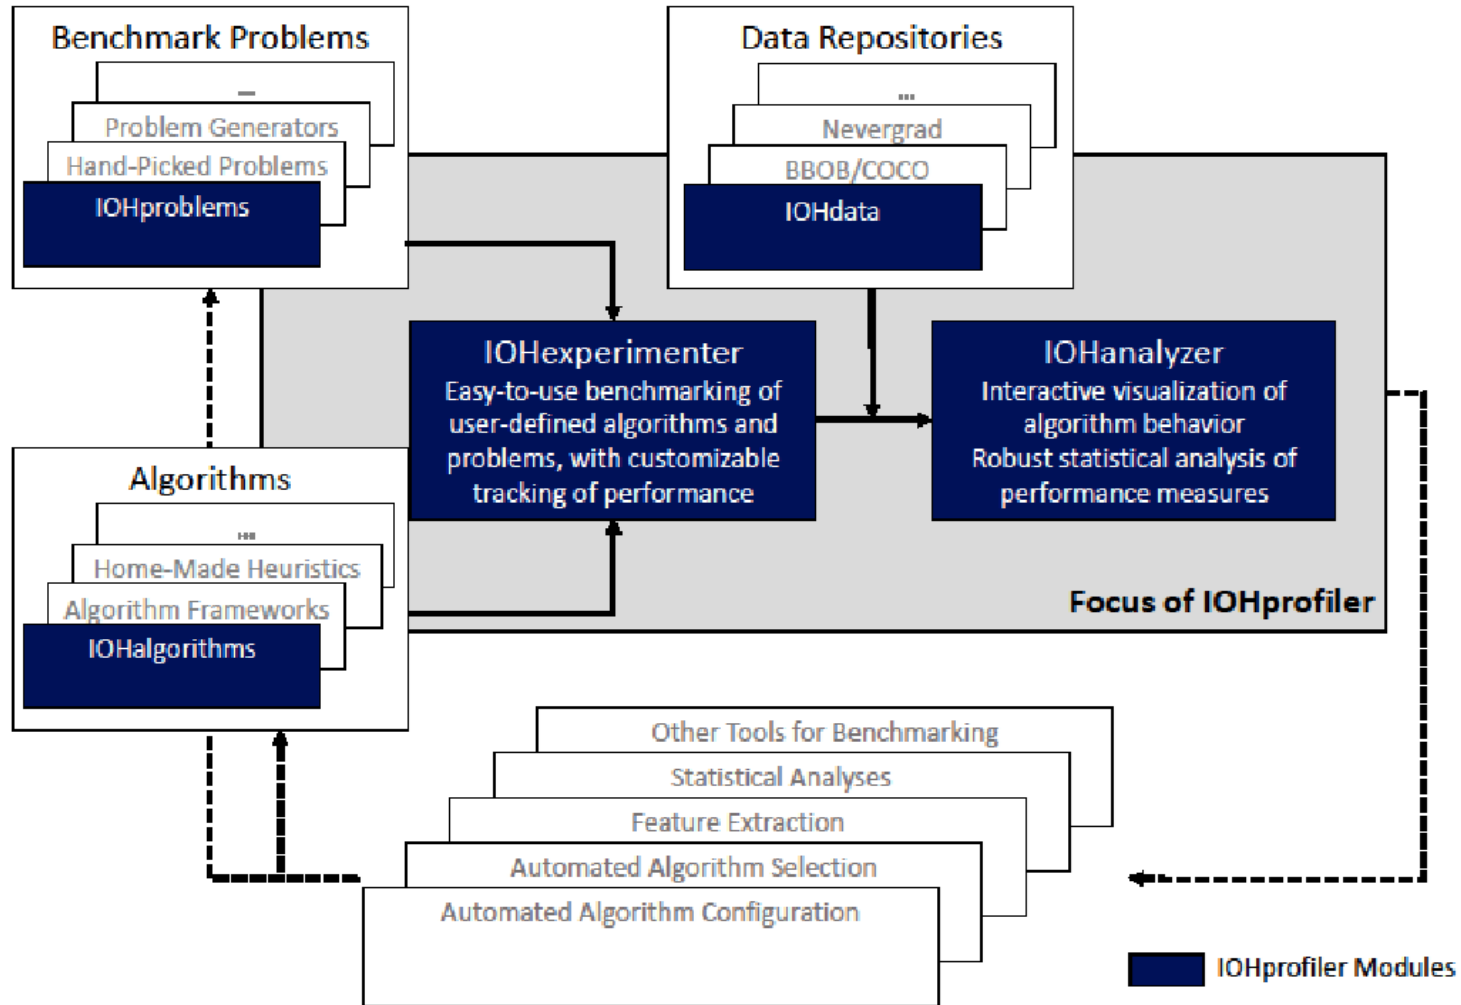 Benchmark Problems
...
Problem Generators
Hand-Picked Problems
IOHproblems
Data Repositories
...
Nevergrad
BBOB/COCO
IOHdata
IOHexperimenter
Easy-to-use benchmarking of
user-defined algorithms and
problems, with customizable
tracking of performance
IOHanalyzer
Interactive visualization of
algorithm behavior
Robust statistical analysis of
performance measures
Algorithms
...
Home-Made Heuristics
Algorithm Frameworks
IOHalgorithms
Focus of IOHprofiler
Other Tools for Benchmarking
Statistical Analyses
Feature Extraction
Automated Algorithm Selection
Automated Algorithm Configuration
IOHprofiler Modules